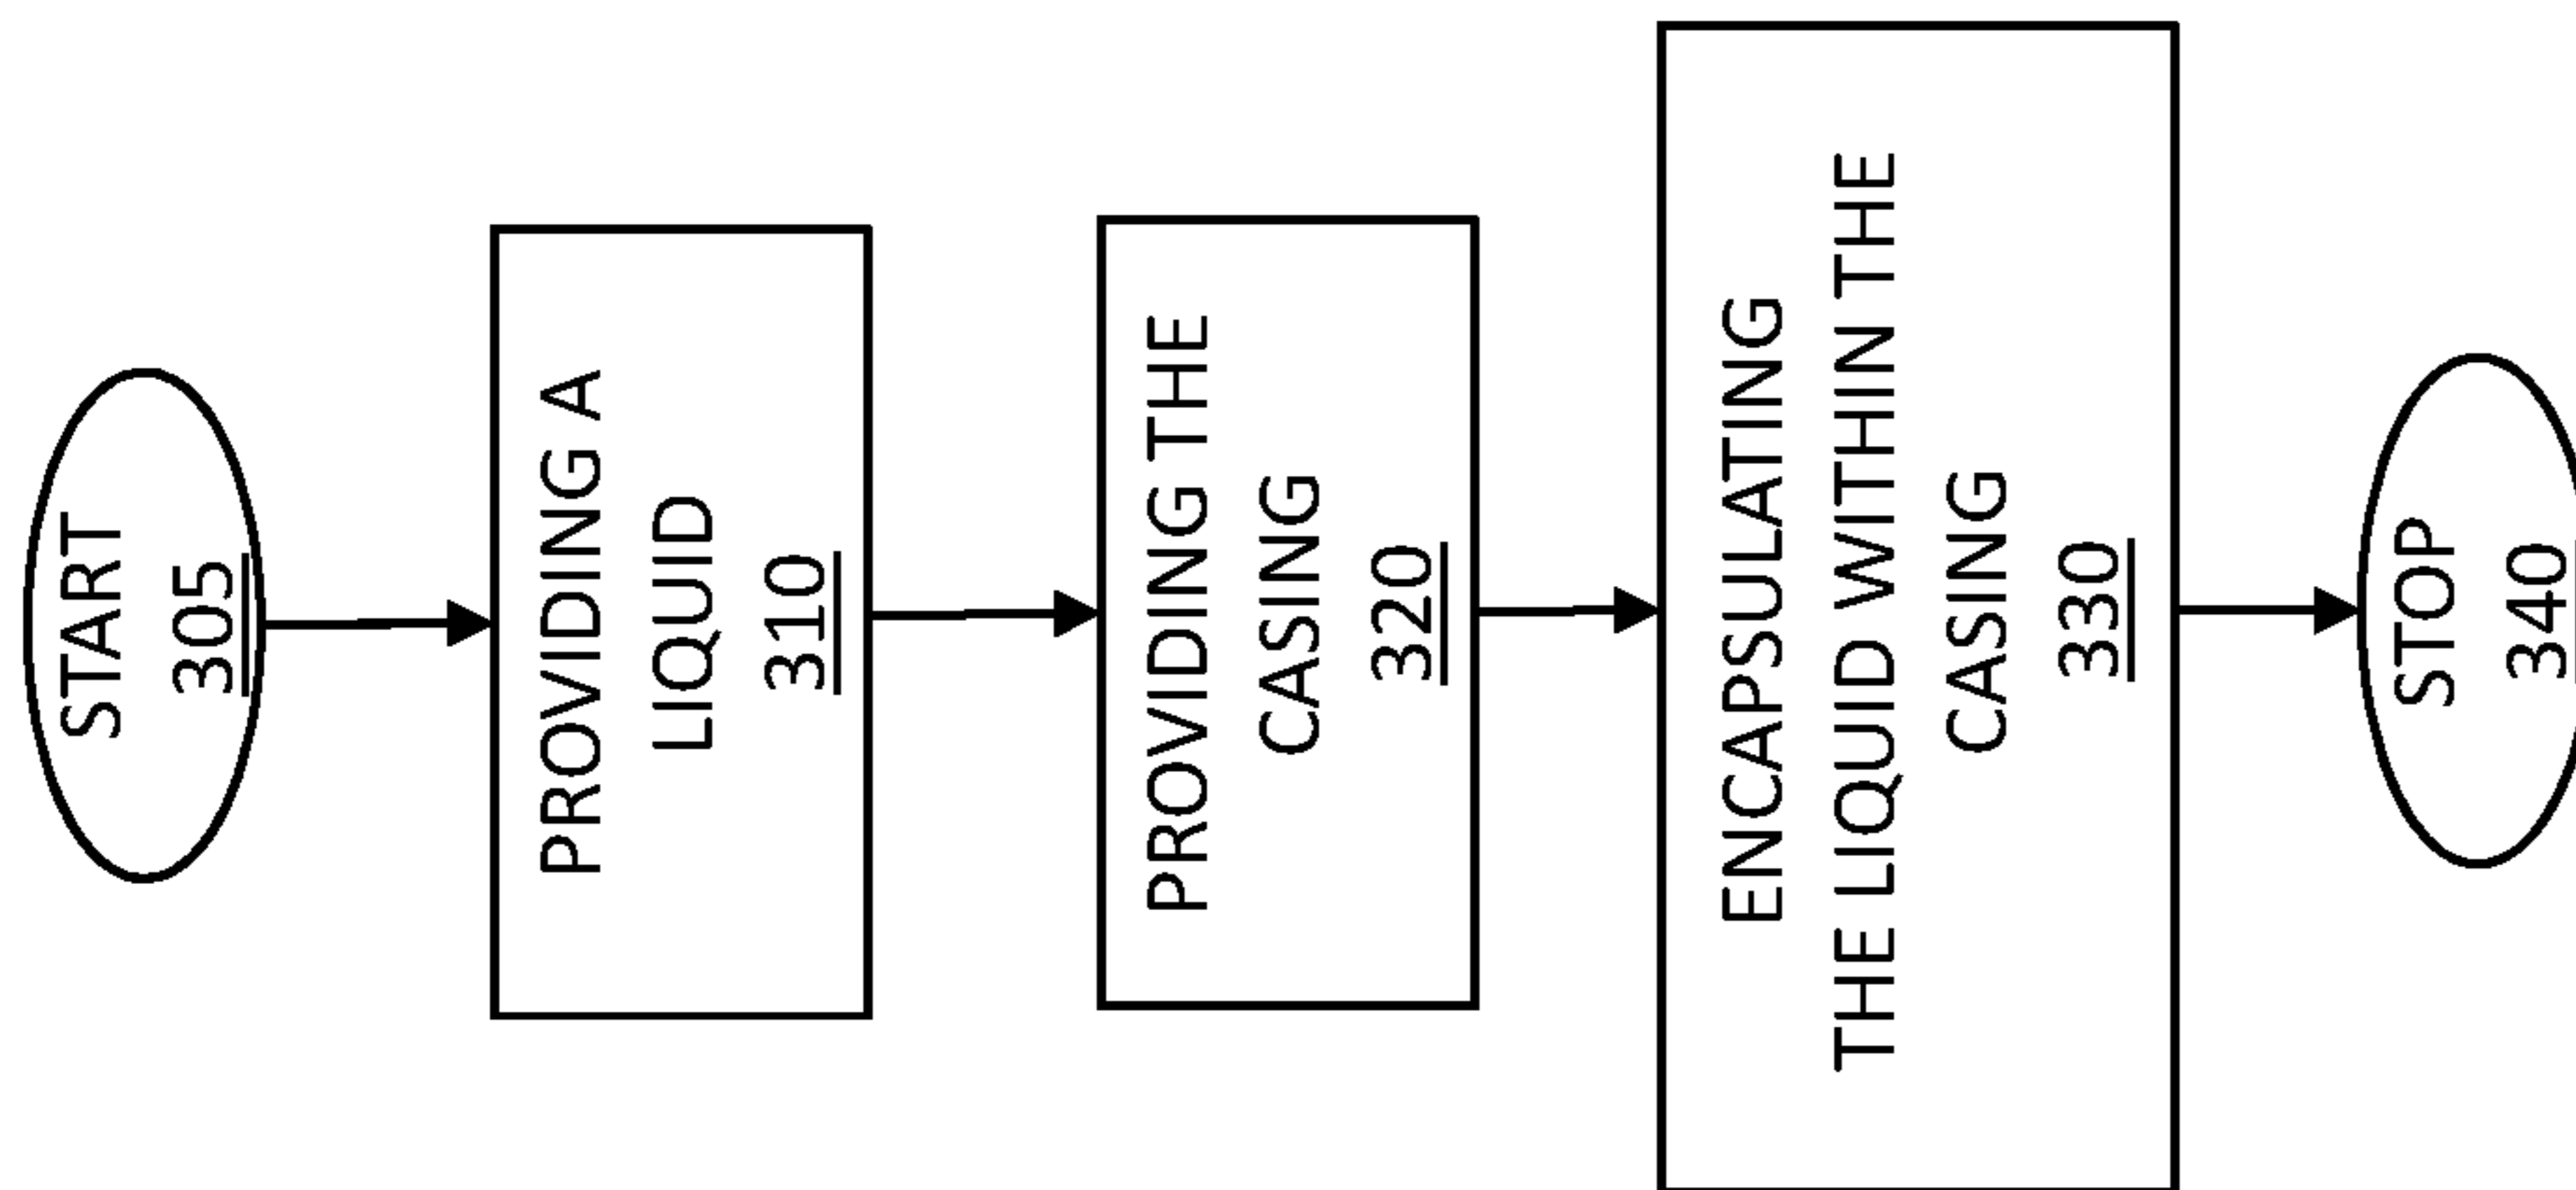 START
305
PROVIDING A
LIQUID
310
PROVIDING THE
CASING
320
ENCAPSULATING
THE LIQUID WITHIN THE
CASING
330
STOP
340